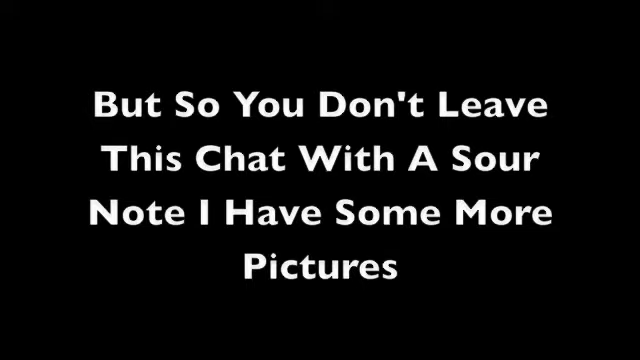 But So You Don't Leave
This Chat With A Sour
Note I Have Some More
Pictures